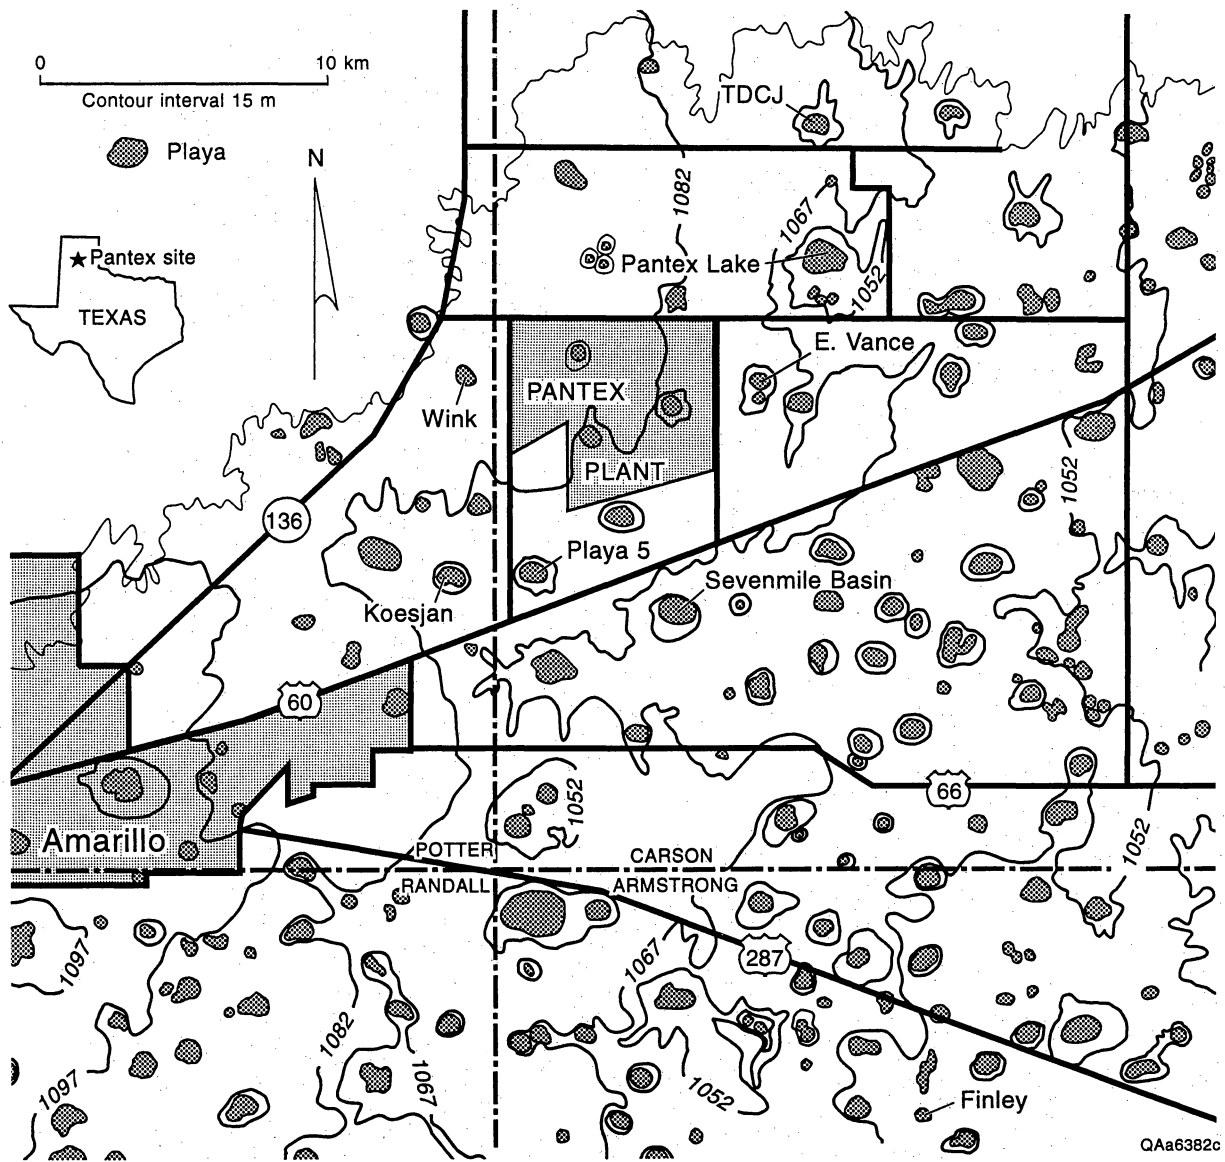 0
10 km
Contour interval 15 m
Playa
N
Pantex site
TEXAS
TDCJ
1082
1067
Pantex Lake
1052
E. Vance
PANTEX
Wink
PLANT
1052
136
Playa 5
Sevenmile Basin
Koesjan
60
66
1052
Amarillo
1052
POTTER
CARSON
RANDALL
ARMSTRONG
1097
1067
287
1082
1097
1067
1052
Finley
QAa6382c